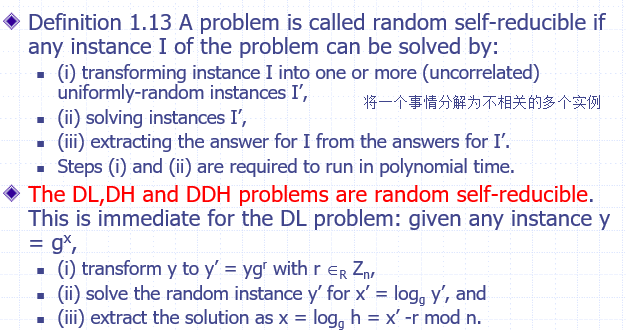 Definition 1.13 A problem is called random self-reducible if
any instance I of the problem can be solved by:
(i) transforming instance I into one or more (uncorrelated)
uniformly-random instances I’,
将一个事情分解为不相关的多个实例
(ii) solving instances I’,
(iii) extracting the answer for I from the answers for I’.
Steps (i) and (ii) are required to run in polynomial time.
The DL,DH and DDH problems are random self-reducible.
This is immediate for the DL problem: given any instance y
= gˣ,
(i) transform y to y’ = ygʳ with r ∈R Zn,
(ii) solve the random instance y’ for x’ = logg y’, and
(iii) extract the solution as x = logg h = x’ -r mod n.